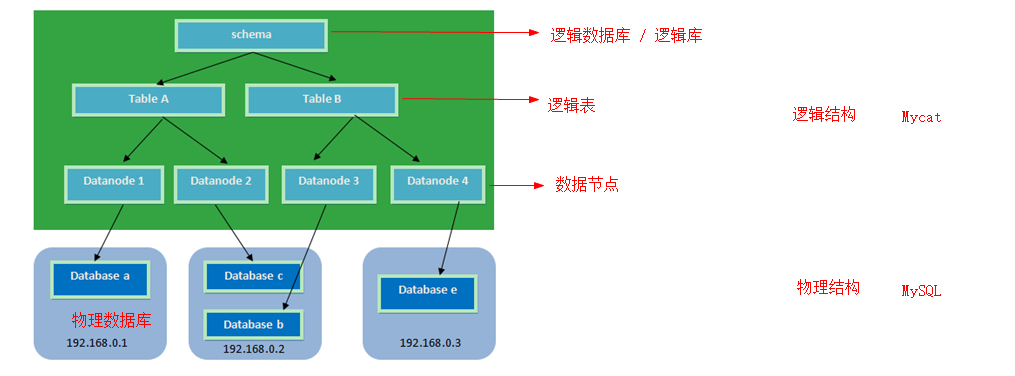 schema
逻辑数据库 / 逻辑库
Table A
Table B
逻辑表
逻辑结构
Mycat
Datanode 1
Datanode 2
Datanode 3
Datanode 4
数据节点
Database a
Database c
Database e
物理结构
MySQL
物理数据库
Database b
192.168.0.1
192.168.0.2
192.168.0.3